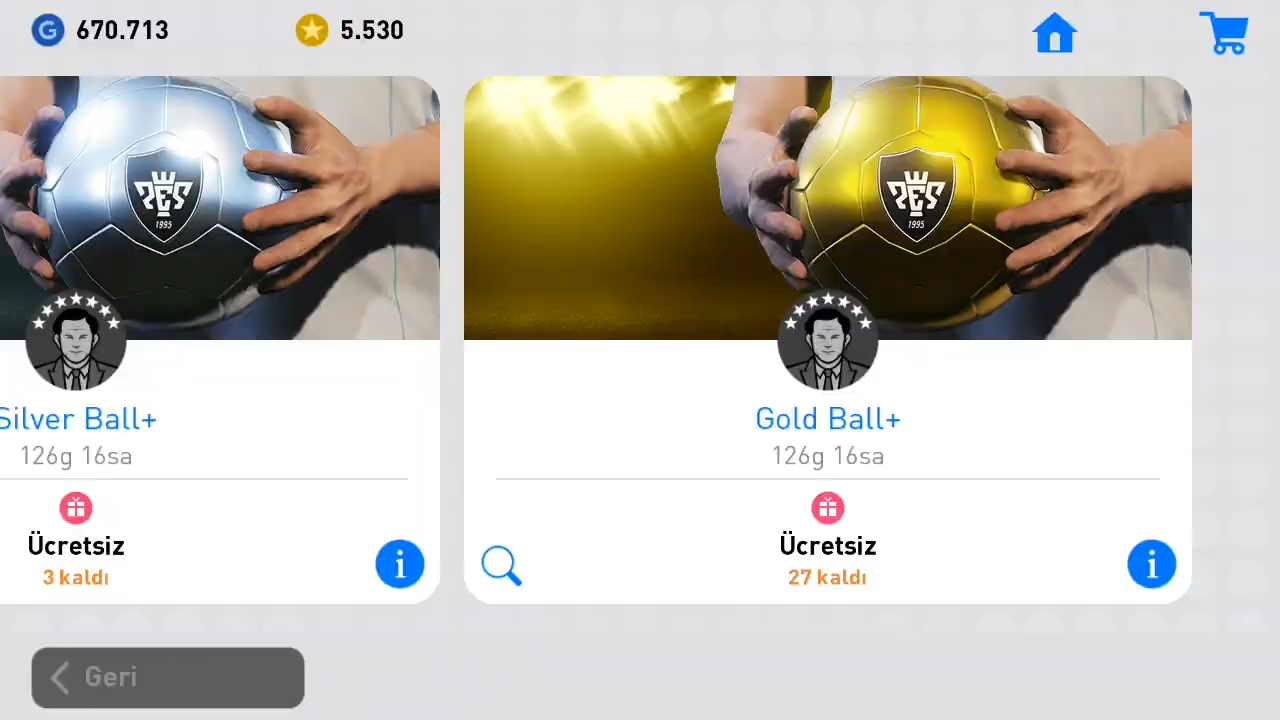 670.713
5.530
PES
1995
PES
1995
Silver Ball+
126g 16sa
Ücretsiz
3 kaldı
Gold Ball+
126g 16sa
Ücretsiz
27 kaldı
Geri